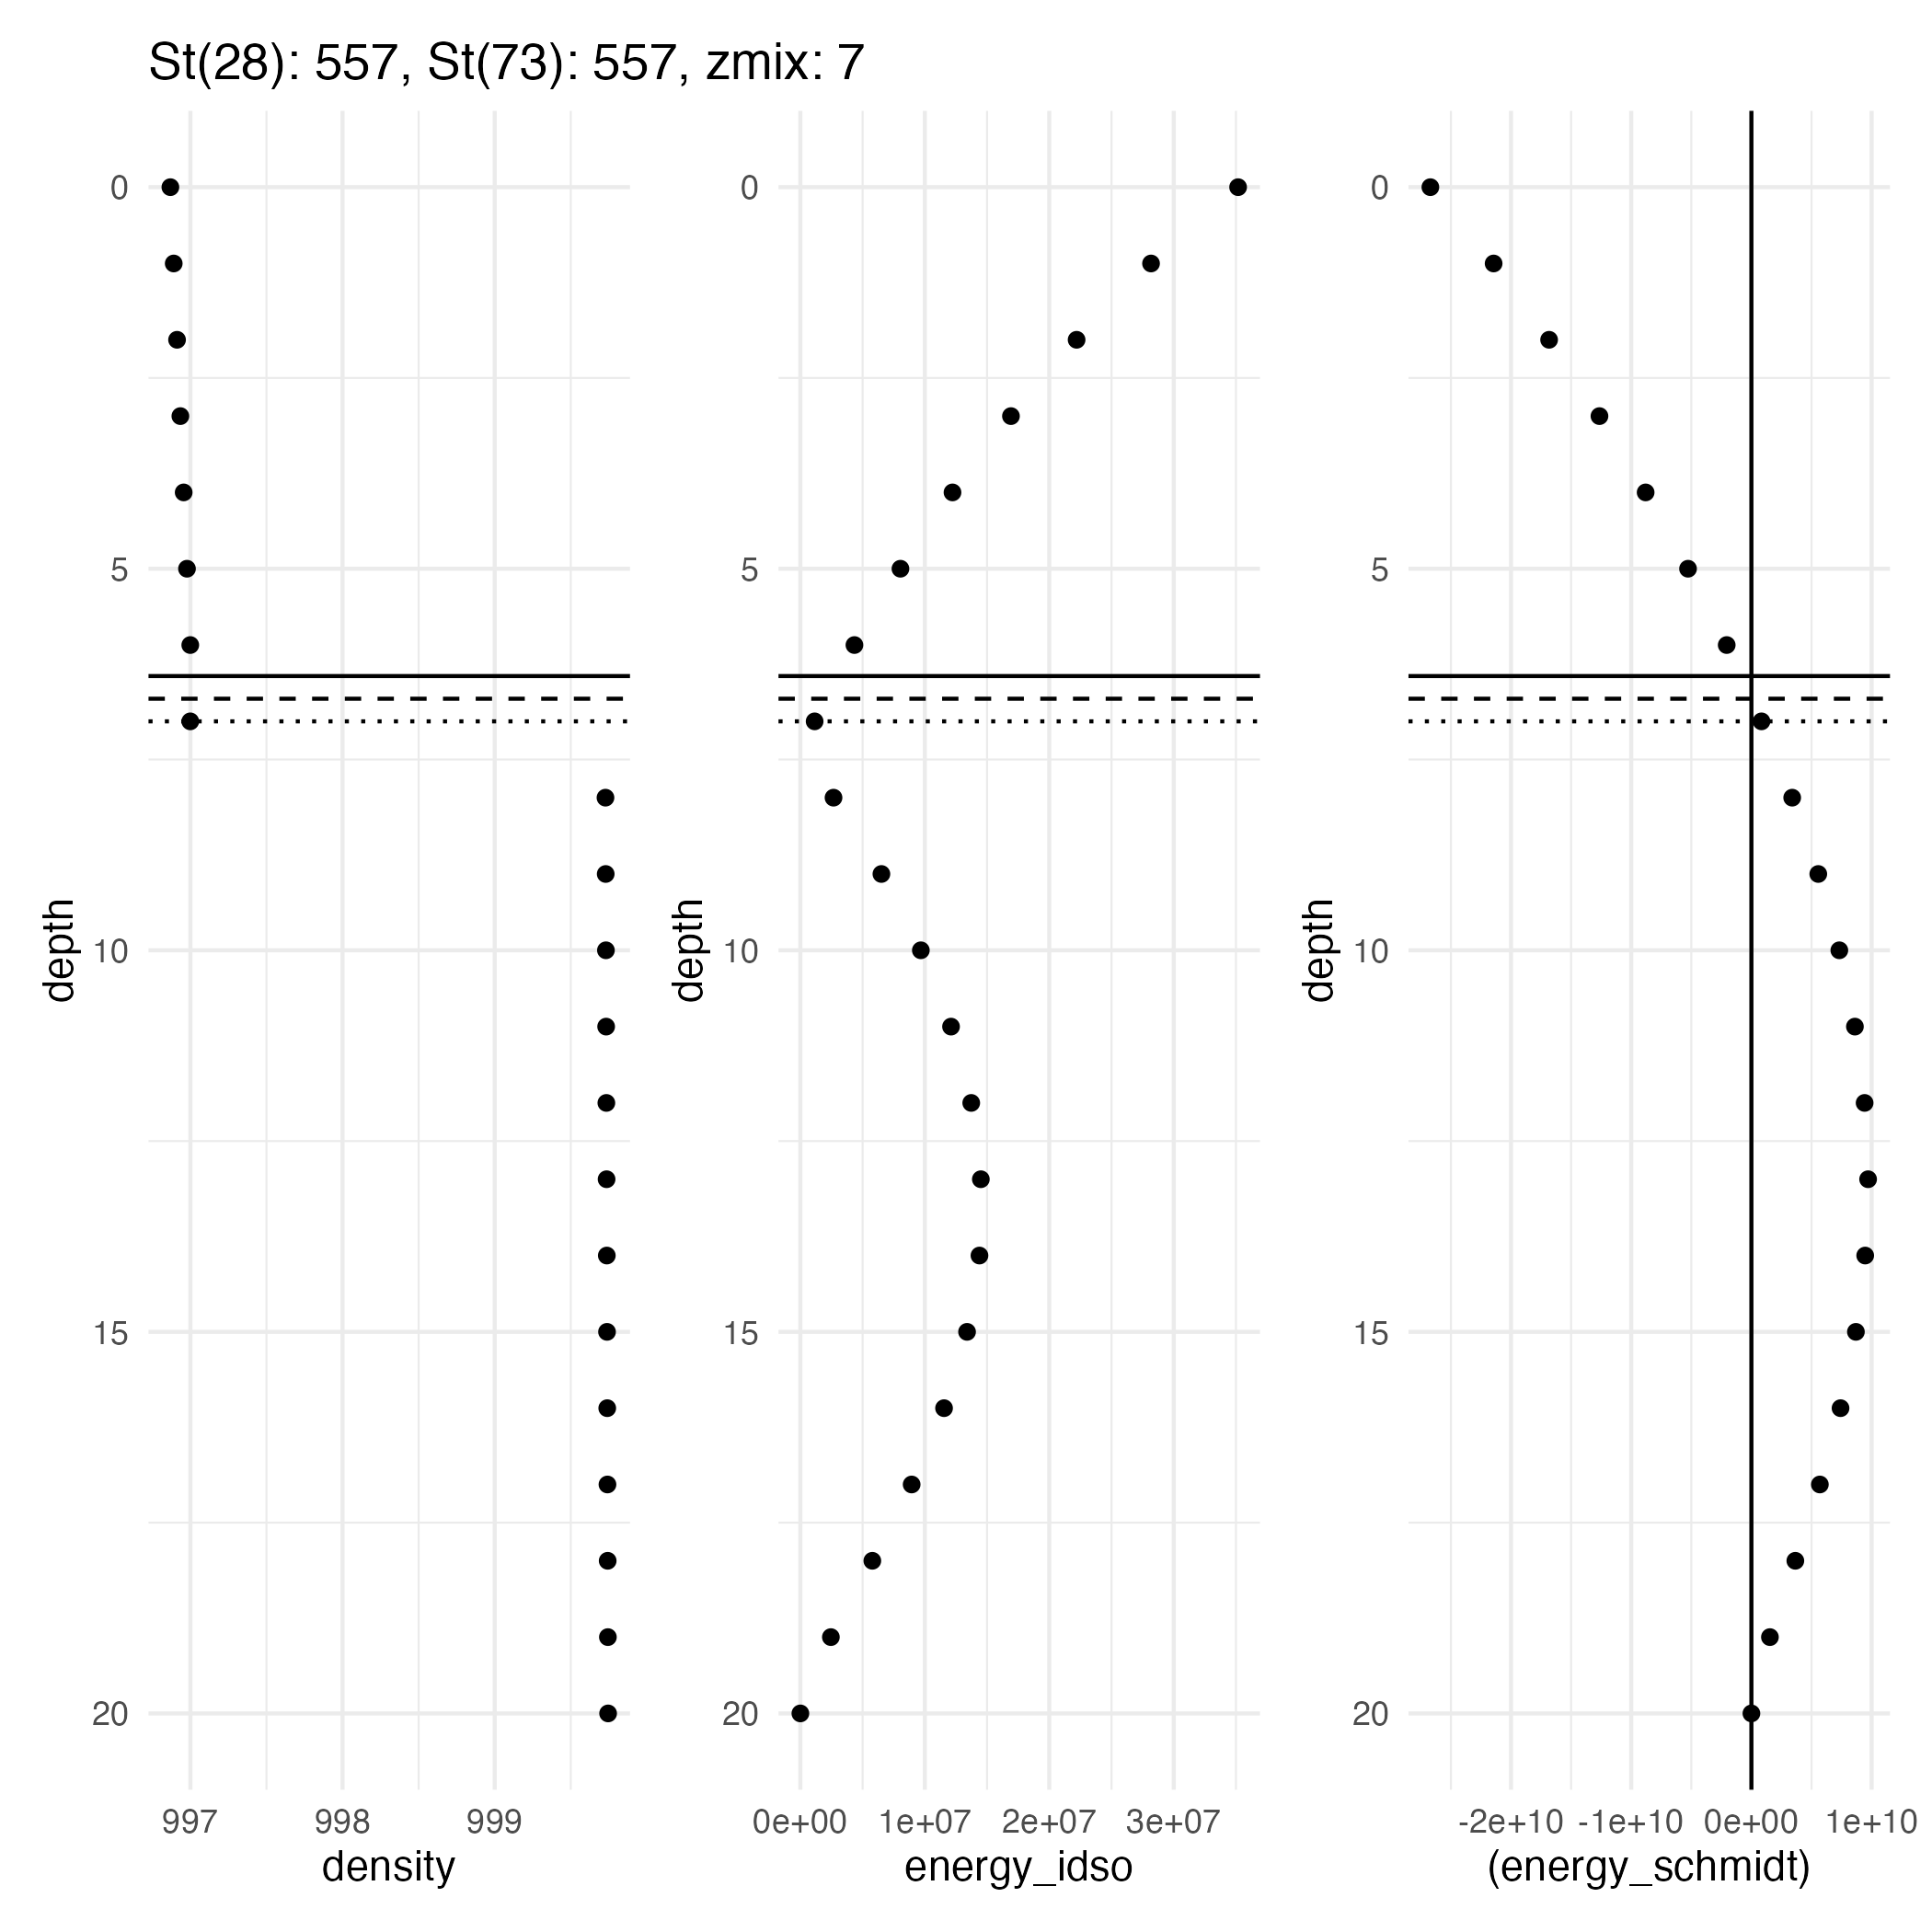 St(28): 557, St(73): 557, zmix: 7
0
5
10
15
20
depth
997 998 999
density
0
5
10
15
20
depth
0e+00 1e+07 2e+07 3e+07
energy_idso
0
5
10
15
20
depth
-2e+10 -1e+10 0e+00 1e+10
(energy_schmidt)